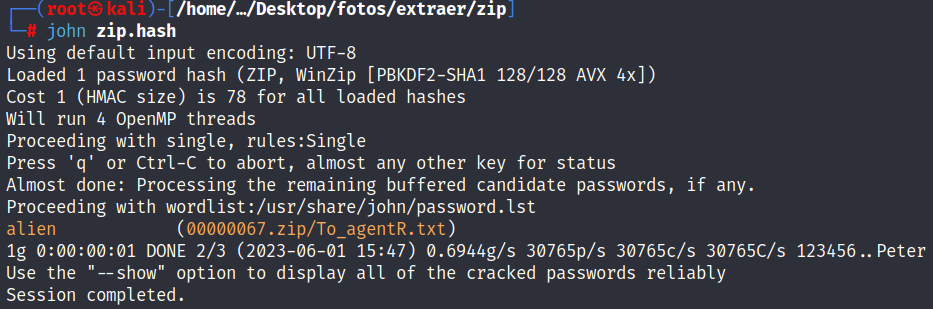 ┌──(root㉿kali)-[/home/…/Desktop/fotos/extraer/zip]
└─# john zip.hash
Using default input encoding: UTF-8
Loaded 1 password hash (ZIP, WinZip [PBKDF2-SHA1 128/128 AVX 4x])
Cost 1 (HMAC size) is 78 for all loaded hashes
Will run 4 OpenMP threads
Proceeding with single, rules:Single
Press 'q' or Ctrl-C to abort, almost any other key for status
Almost done: Processing the remaining buffered candidate passwords, if any.
Proceeding with wordlist:/usr/share/john/password.lst
alien            (00000067.zip/To_agentR.txt)
1g 0:00:00:01 DONE 2/3 (2023-06-01 15:47) 0.6944g/s 30765p/s 30765c/s 30765C/s 123456..Peter
Use the "--show" option to display all of the cracked passwords reliably
Session completed.